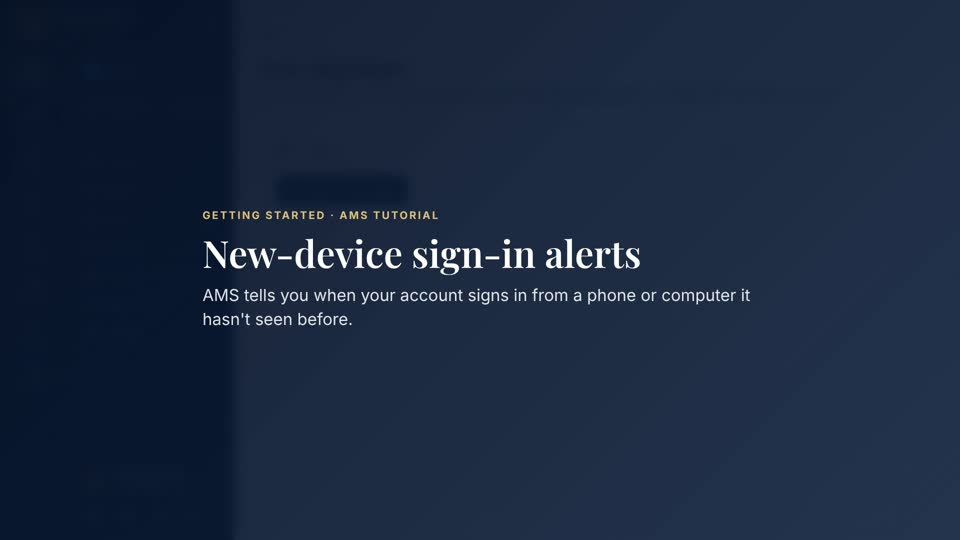 GETTING STARTED · AMS TUTORIAL
New-device sign-in alerts
AMS tells you when your account signs in from a phone or computer it
hasn't seen before.